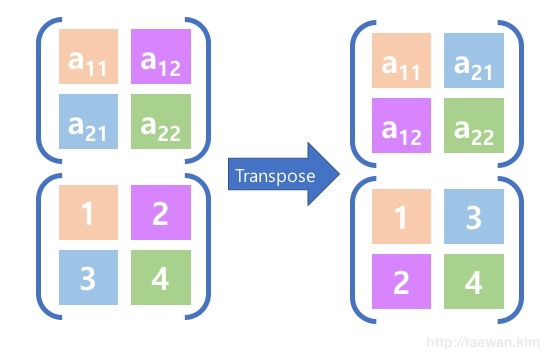 a11 a12
a21 a22
1 2
3 4
Transpose
a11 a21
a12 a22
1 3
2 4
http://taewan.kim